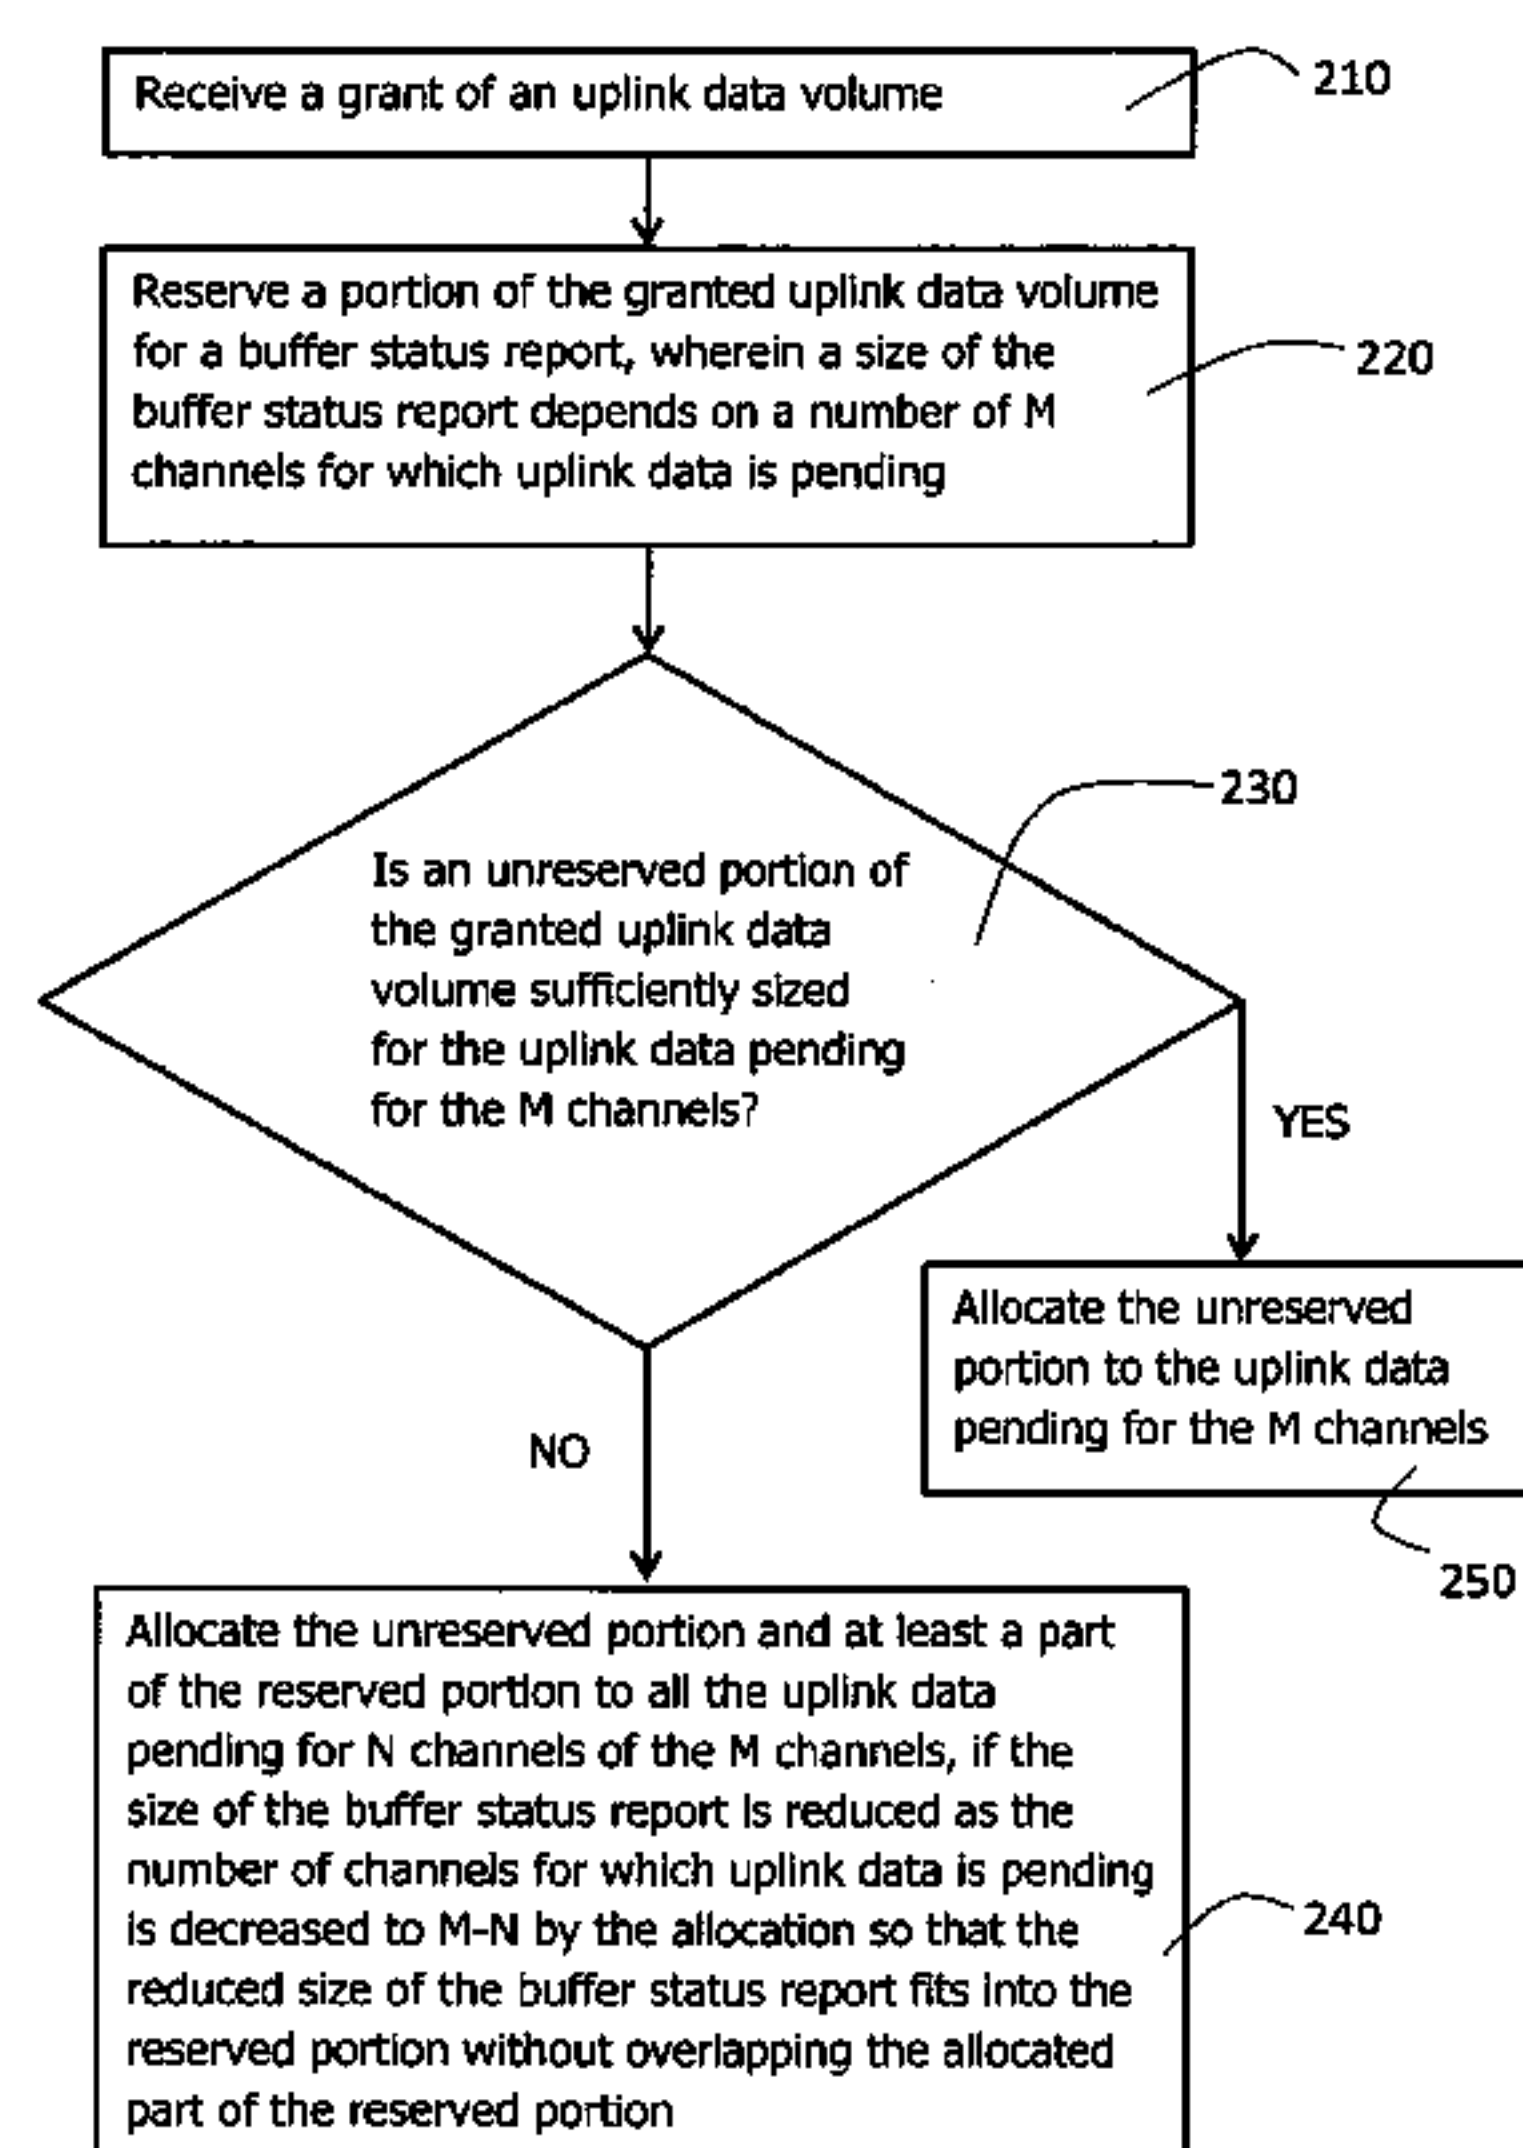 Receive a grant of an uplink data volume
210
Reserve a portion of the granted uplink data volume
for a buffer status report, wherein a size of the
buffer status report depends on a number of M
channels for which uplink data is pending
220
230
Is an unreserved portion of
the granted uplink data
volume sufficiently sized
for the uplink data pending
for the M channels?
YES
Allocate the unreserved
portion to the uplink data
pending for the M channels
250
NO
Allocate the unreserved portion and at least a part
of the reserved portion to all the uplink data
pending for N channels of the M channels, if the
size of the buffer status report is reduced as the
number of channels for which uplink data is pending
is decreased to M-N by the allocation so that the
reduced size of the buffer status report fits into the
reserved portion without overlapping the allocated
part of the reserved portion
240